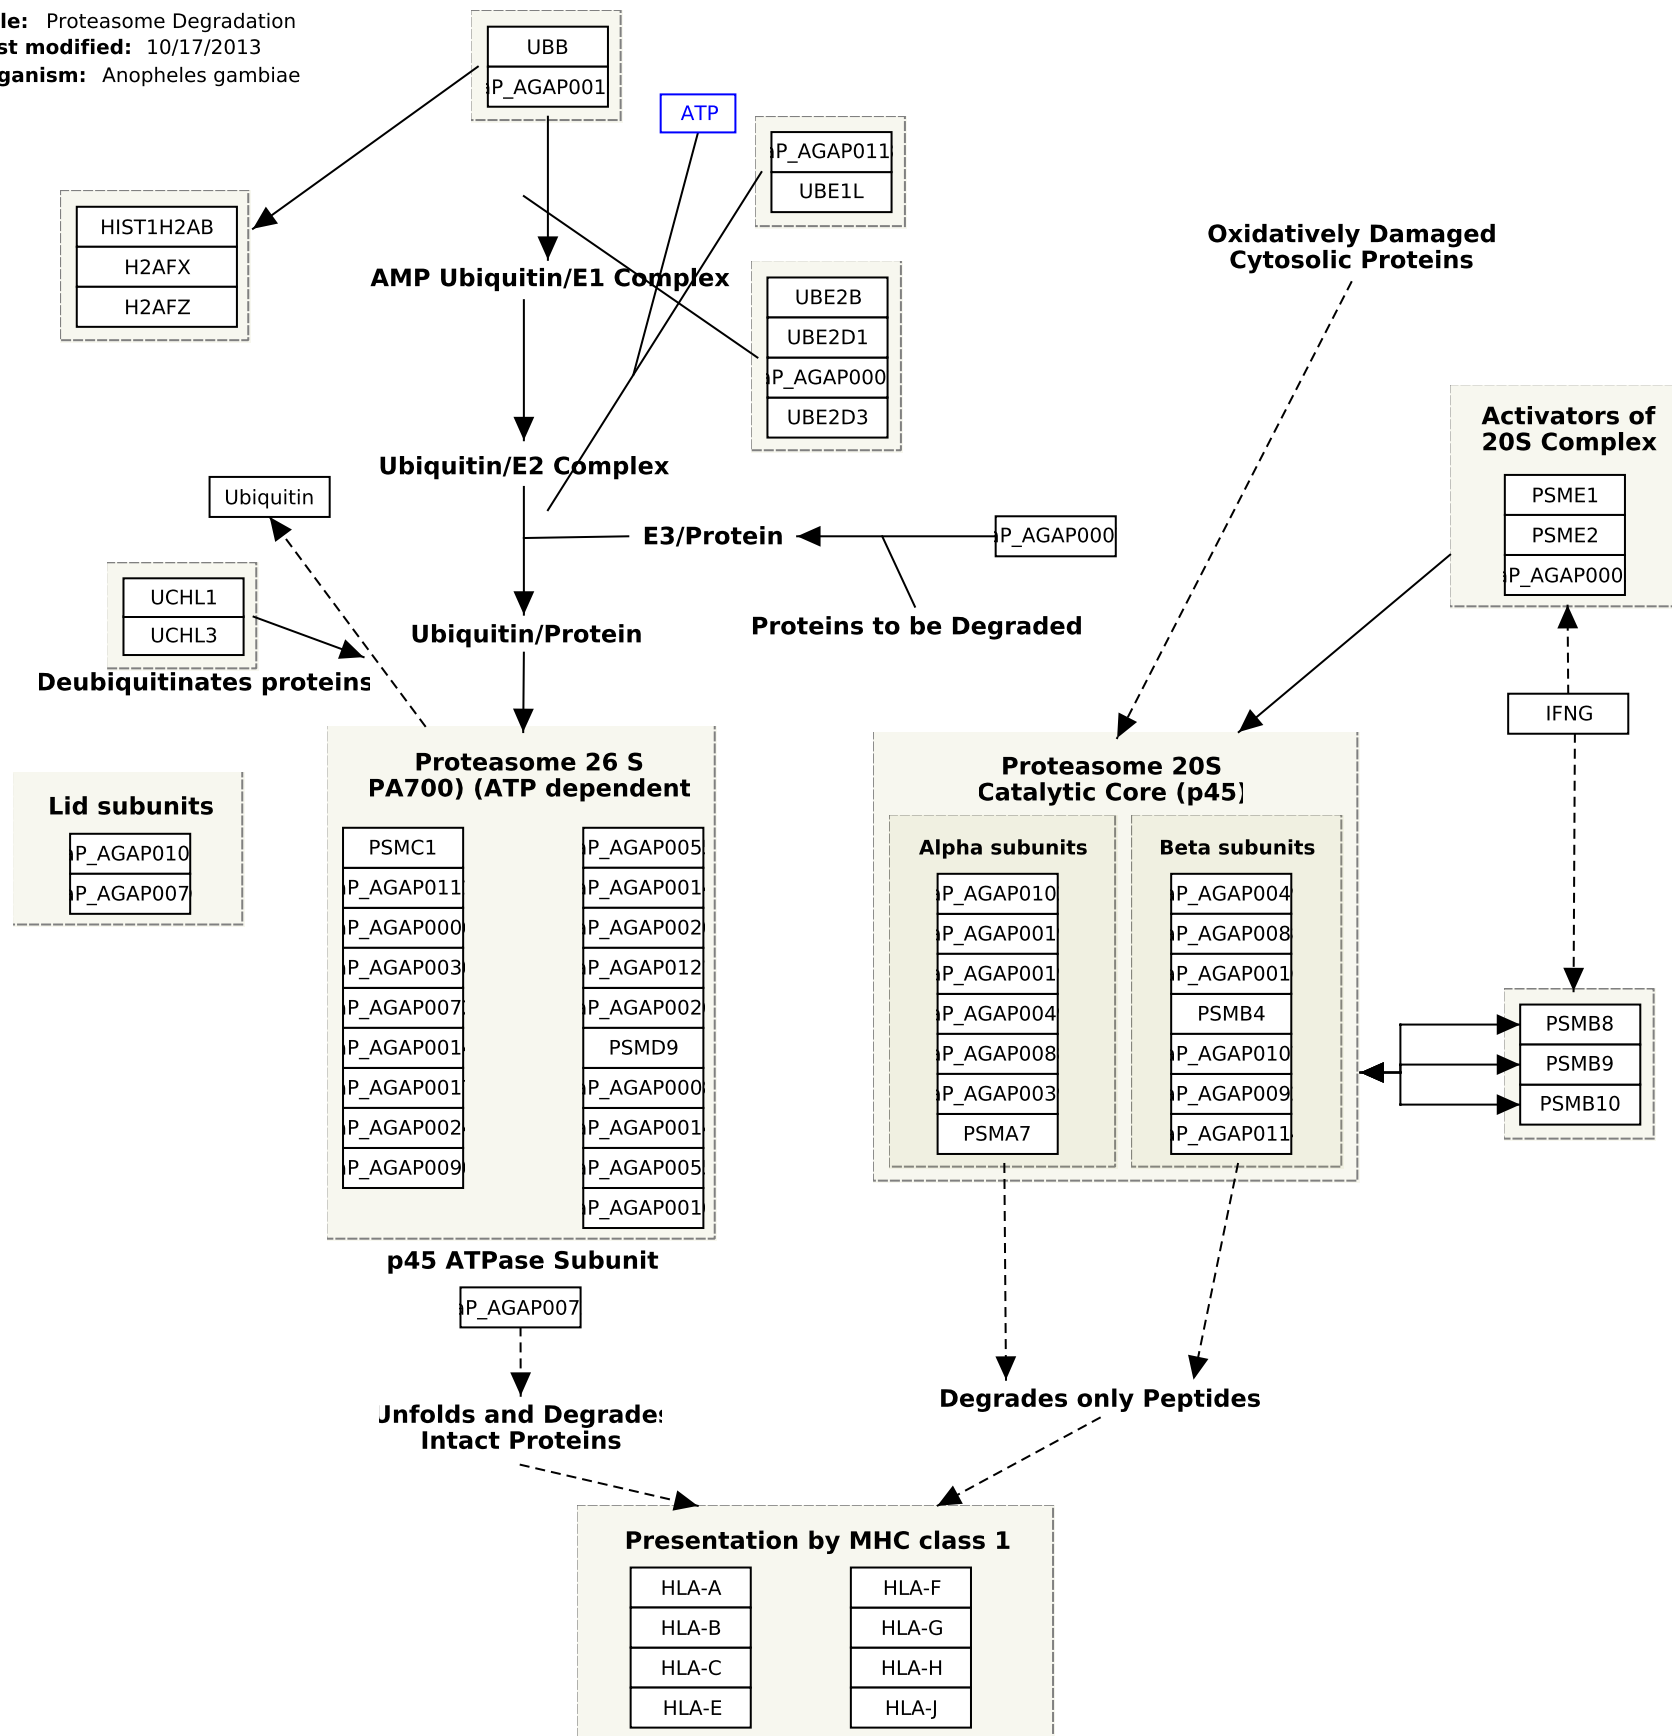 le: Proteasome Degradation
st modified: 10/17/2013
ganism: Anopheles gambiae
UBB
P_AGAP001
ATP
P_AGAP011
UBE1L
HIST1H2AB
H2AFX
H2AFZ
Oxidatively Damaged
Cytosolic Proteins
AMP Ubiquitin/E1 Complex
UBE2B
UBE2D1
P_AGAP000
UBE2D3
Activators of
20S Complex
PSME1
PSME2
P_AGAP000
Ubiquitin/E2 Complex
Ubiquitin
E3/Protein
P_AGAP000
UCHL1
UCHL3
Ubiquitin/Protein
Proteins to be Degraded
Deubiquitinates proteins
IFNG
Lid subunits
P_AGAP010
P_AGAP007
Proteasome 26 S
PA700) (ATP dependent
PSMC1
P_AGAP011
P_AGAP000
P_AGAP003
P_AGAP007
P_AGAP001
P_AGAP001
P_AGAP002
P_AGAP009
P_AGAP005
P_AGAP001
P_AGAP002
P_AGAP012
P_AGAP002
PSMD9
P_AGAP000
P_AGAP001
P_AGAP005
P_AGAP001
Proteasome 20S
Catalytic Core (p45)
Alpha subunits
P_AGAP010
P_AGAP001
P_AGAP001
P_AGAP004
P_AGAP008
P_AGAP003
PSMA7
Beta subunits
P_AGAP004
P_AGAP008
P_AGAP001
PSMB4
P_AGAP010
P_AGAP009
P_AGAP011
PSMB8
PSMB9
PSMB10
p45 ATPase Subunit
P_AGAP007
Unfolds and Degrades
Intact Proteins
Degrades only Peptides
Presentation by MHC class 1
HLA-A
HLA-B
HLA-C
HLA-E
HLA-F
HLA-G
HLA-H
HLA-J